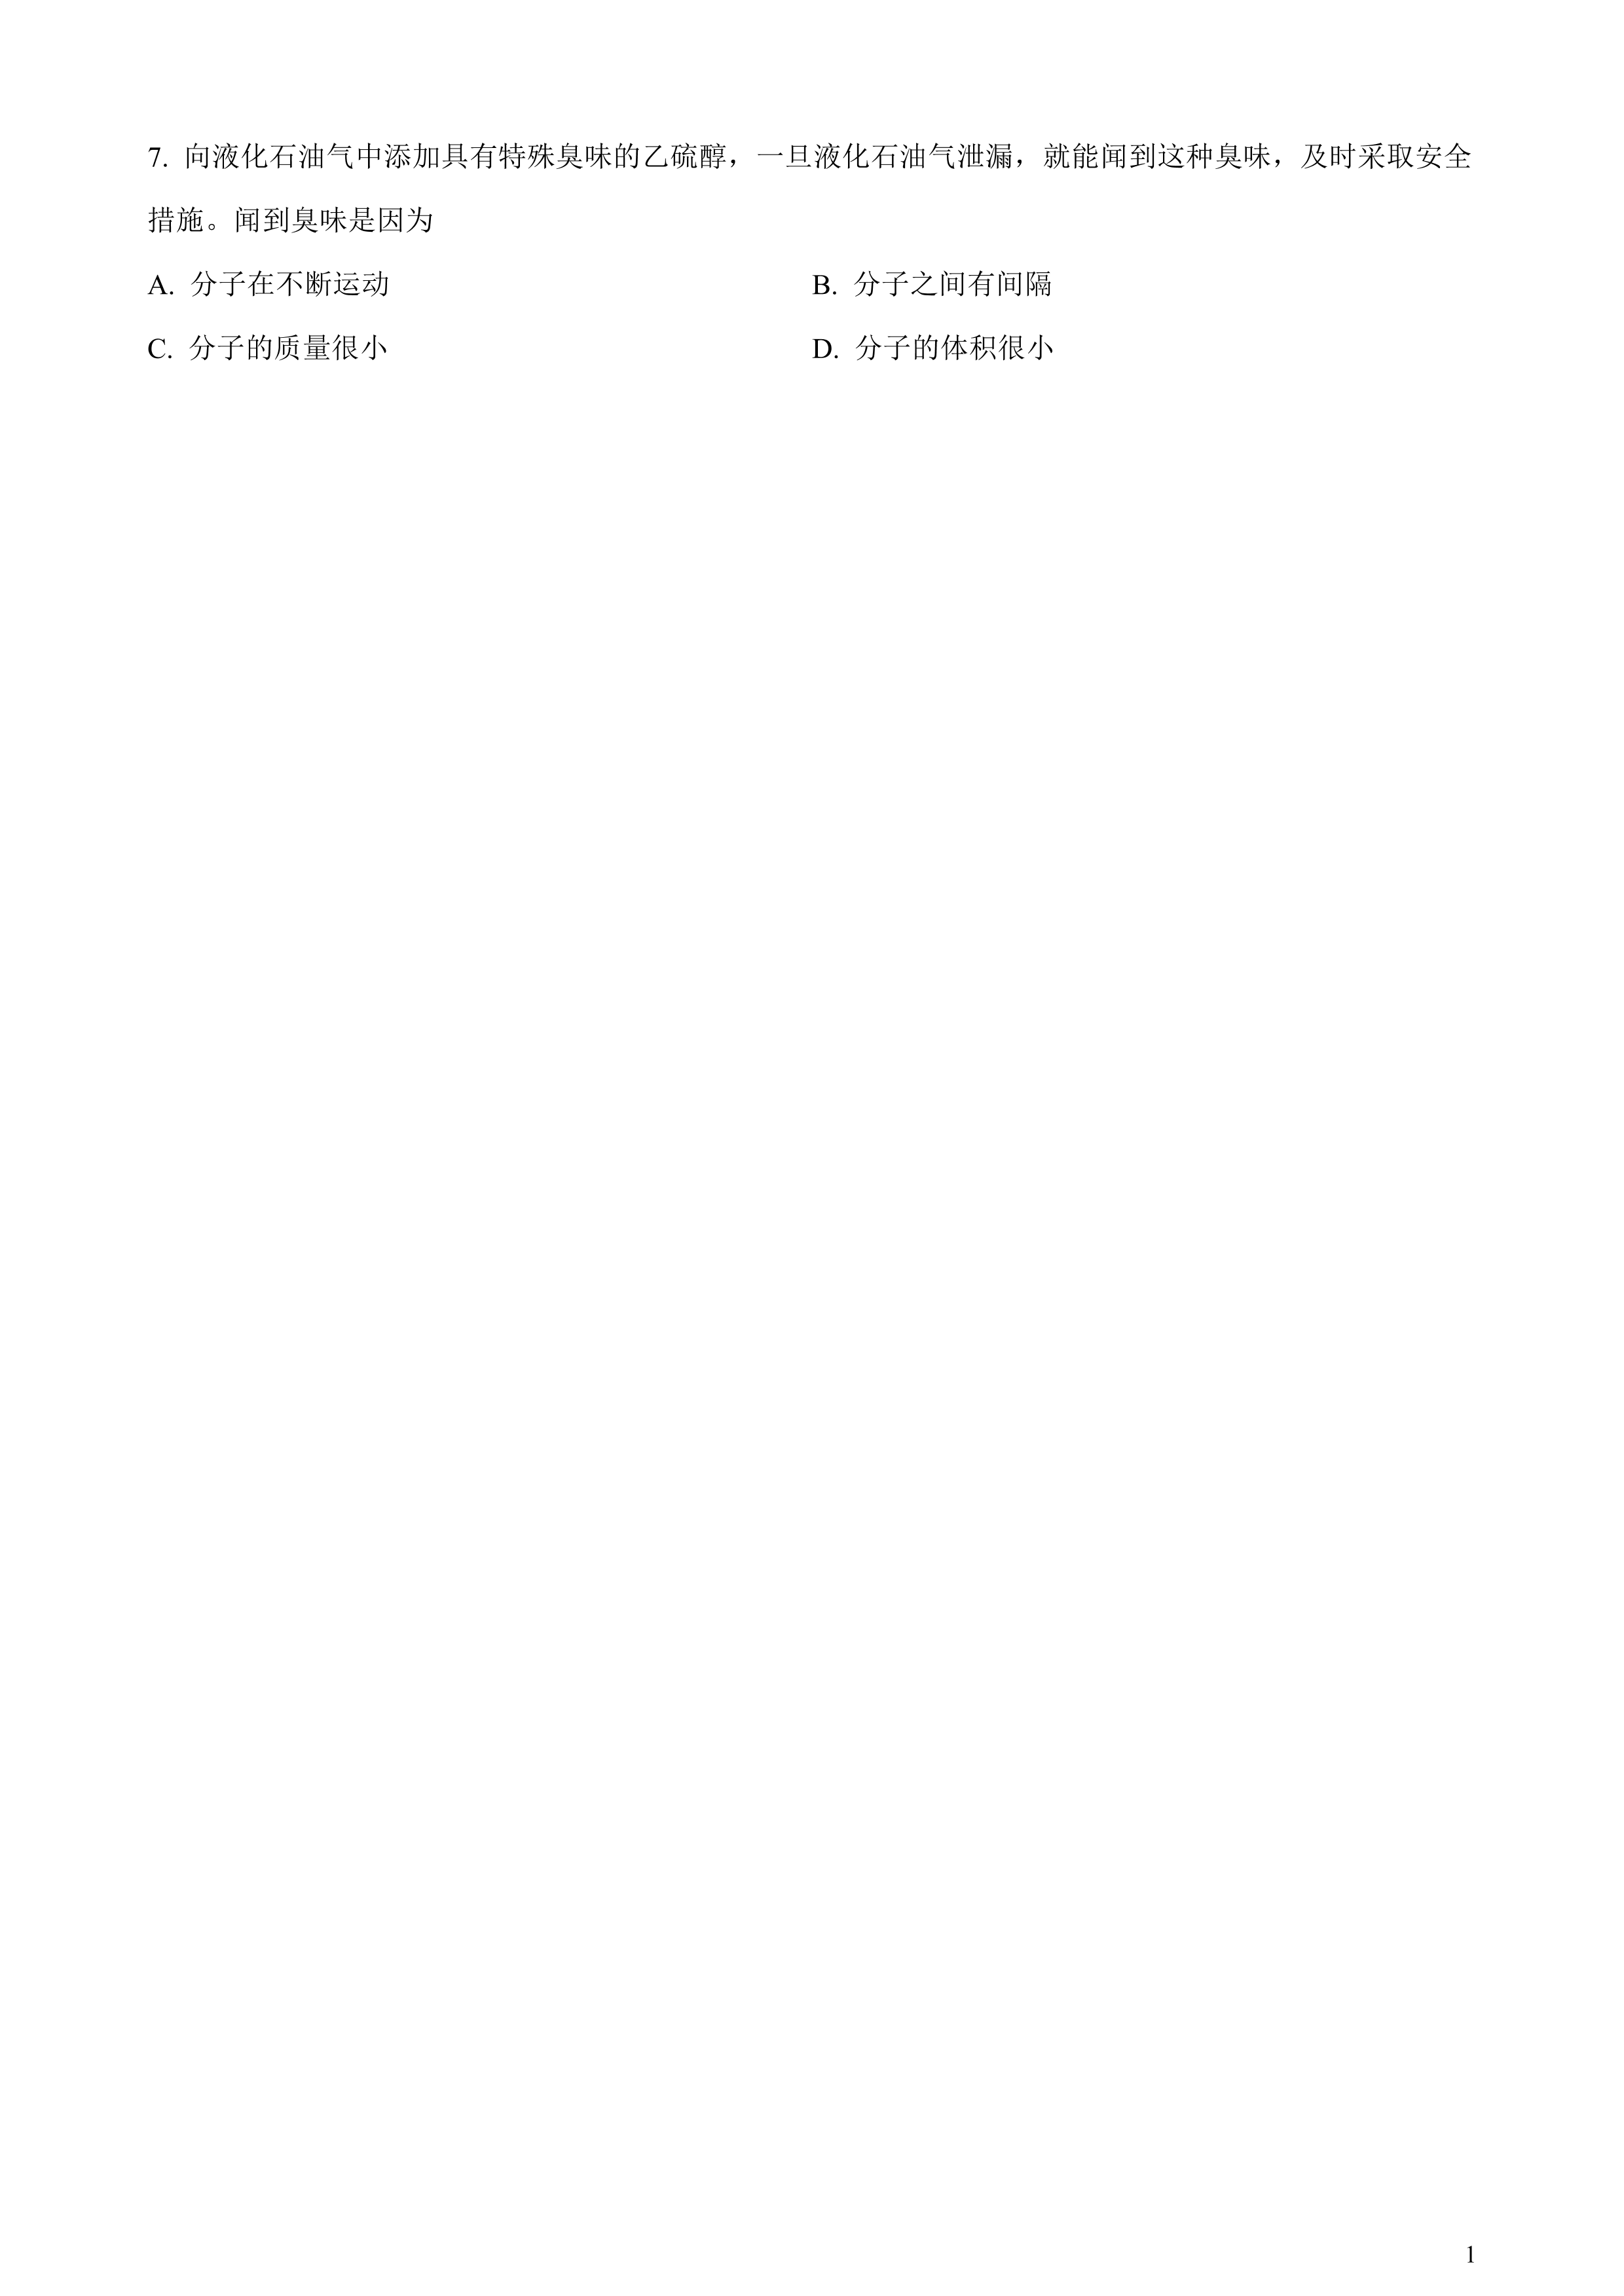 7. 向液化石油气中添加具有特殊臭味的乙硫醇，一旦液化石油气泄漏，就能闻到这种臭味，及时采取安全
措施。闻到臭味是因为
A. 分子在不断运动 B. 分子之间有间隔
C. 分子的质量很小 D. 分子的体积很小
1